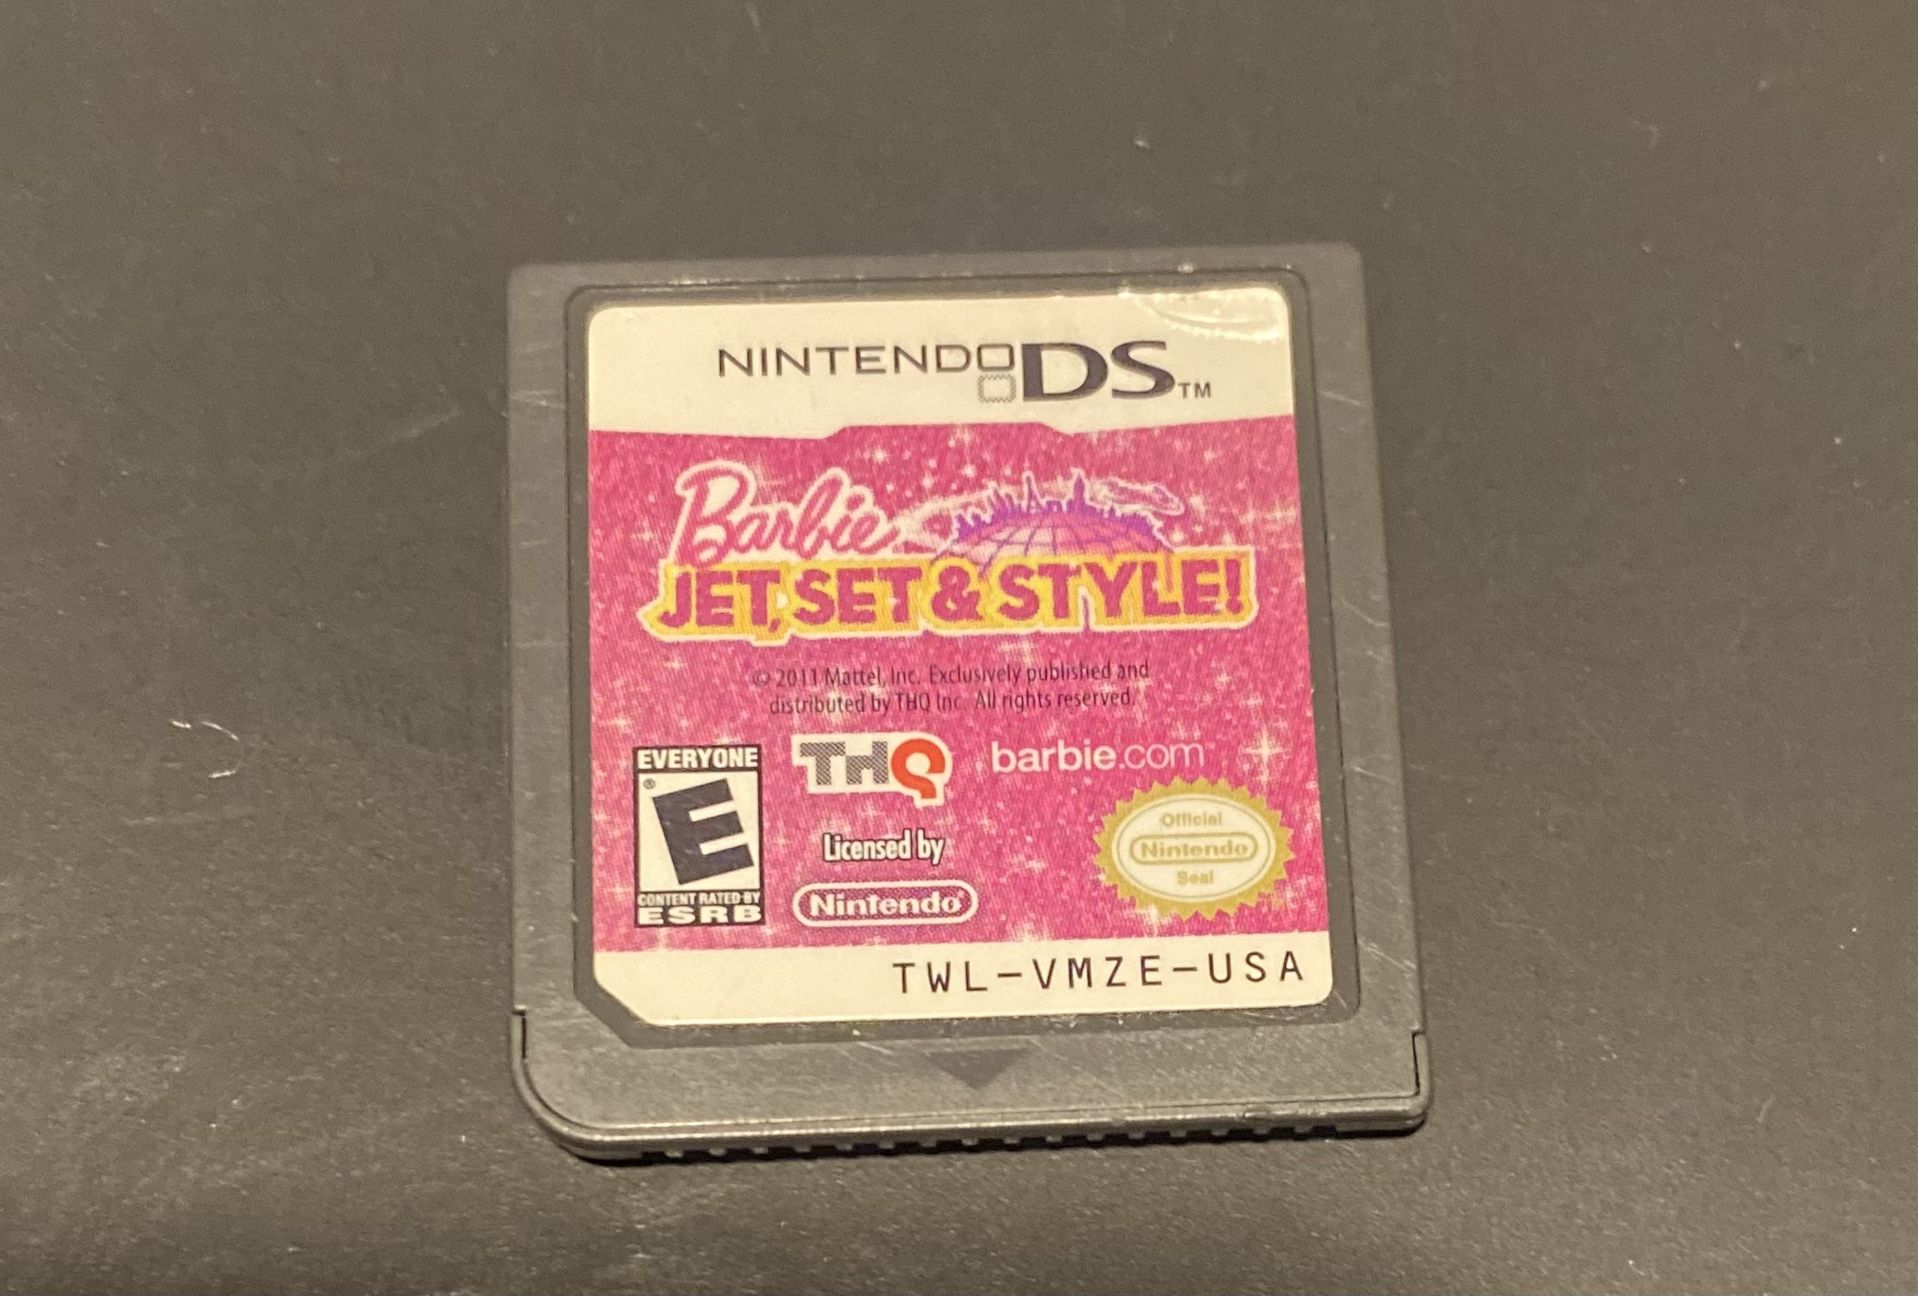 NINTENDO DS™
Barbie
JET, SET & STYLE!
© 2011 Mattel, Inc. Exclusively published and
distributed by THQ Inc. All rights reserved.
EVERYONE
E®
CONTENT RATED BY
ESRB
THQ
barbie.com™
Licensed by
Nintendo®
Official
Nintendo
Seal
TWL-VMZE-USA